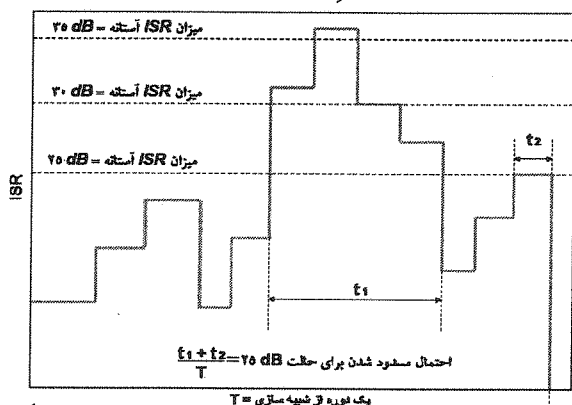 میزان ISR آستانه = ۳۵ dB
میزان ISR آستانه = ۳۰ dB
میزان ISR آستانه = ۲۵ dB
ISR
t2
t1
احتمال مسدود شدن برای حالت ۲۵ dB = (t1 + t2) / T
یک دوره از شبیه سازی = T